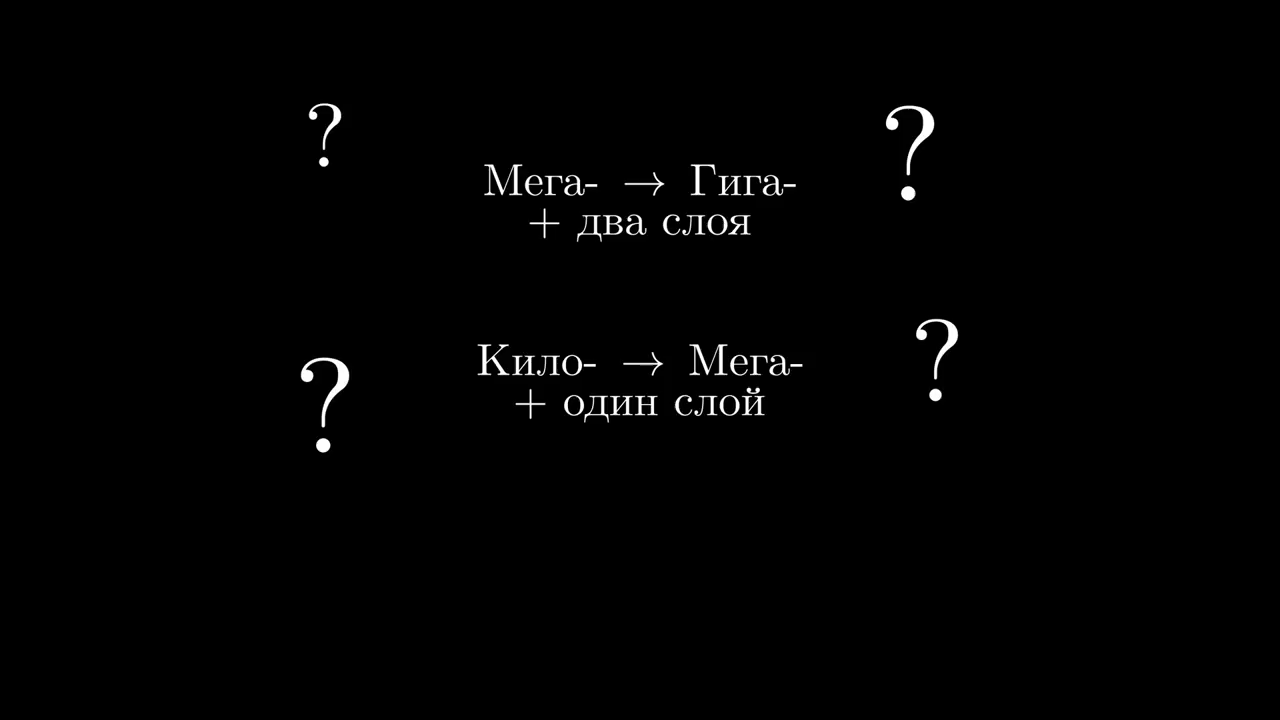 ?
?
Мега- → Гига-
+ два слоя
?
?
Кило- → Мега-
+ один слой